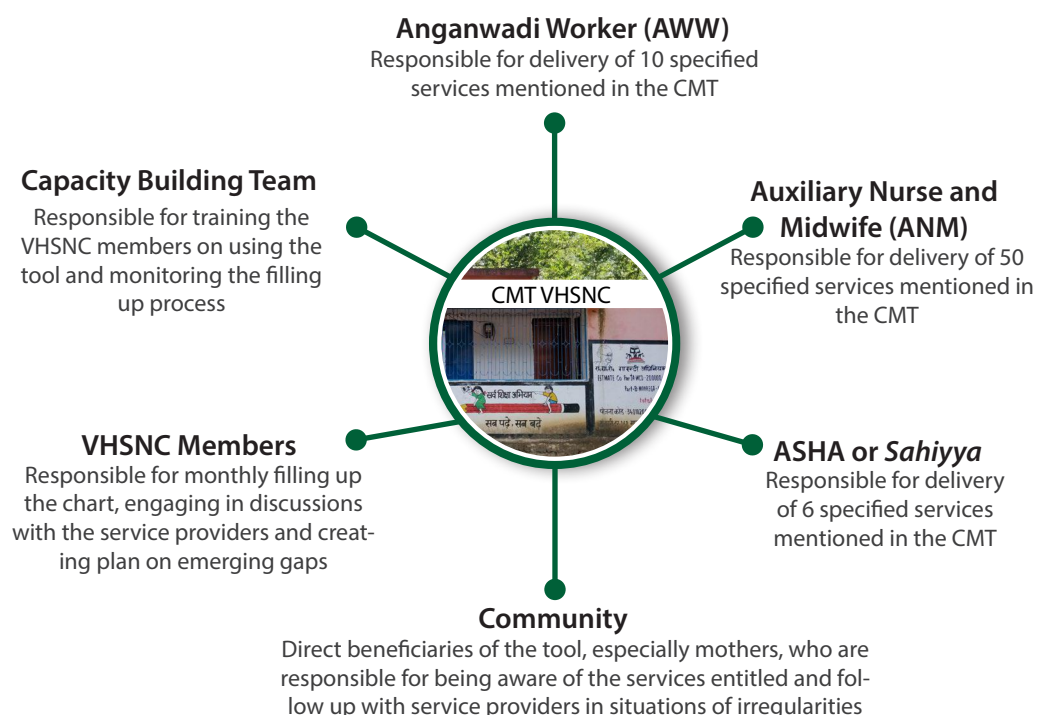 Anganwadi Worker (AWW)
Responsible for delivery of 10 specified
services mentioned in the CMT
Capacity Building Team
Responsible for training the
VHSNC members on using the
tool and monitoring the filling
up process
Auxiliary Nurse and
Midwife (ANM)
Responsible for delivery of 50
specified services mentioned in
the CMT
CMT VHSNC
सर्व शिक्षा अभियान
सब पढ़े. सब बढ़े
VHSNC Members
Responsible for monthly filling up
the chart, engaging in discussions
with the service providers and creat-
ing plan on emerging gaps
ASHA or Sahiyya
Responsible for delivery
of 6 specified services
mentioned in the CMT
Community
Direct beneficiaries of the tool, especially mothers, who are
responsible for being aware of the services entitled and fol-
low up with service providers in situations of irregularities